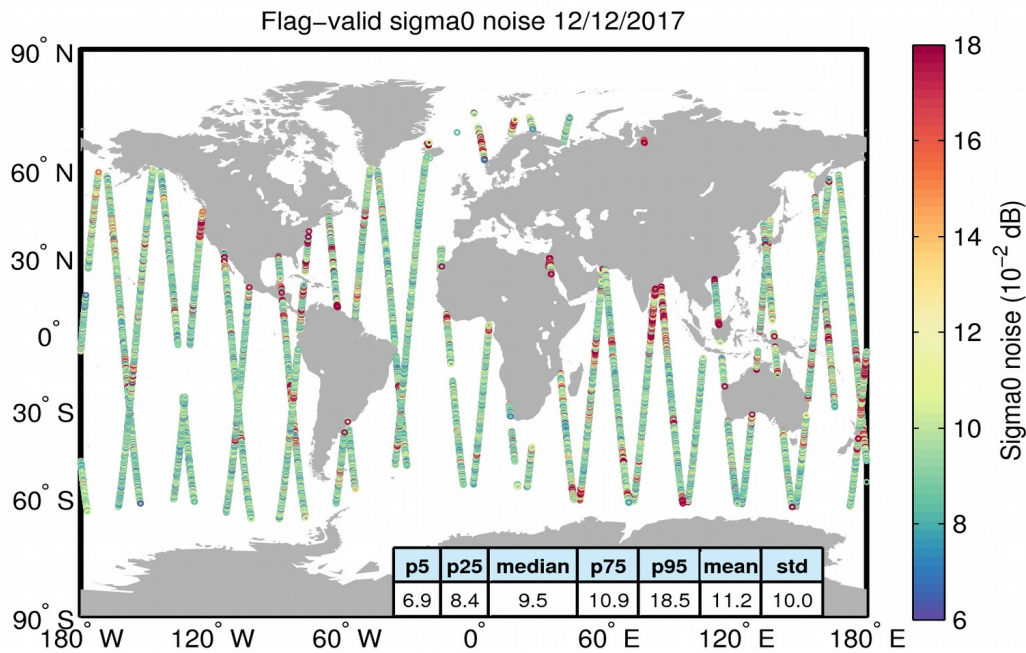 Flag−valid sigma0 noise 12/12/2017
90° N
60° N
30° N
0°
30° S
60° S
90° S
180° W
120° W
60° W
0°
60° E
120° E
180° E
p5 p25 median p75 p95 mean std
6.9 8.4 9.5 10.9 18.5 11.2 10.0
18
16
14
12
10
8
6
Sigma0 noise (10⁻² dB)